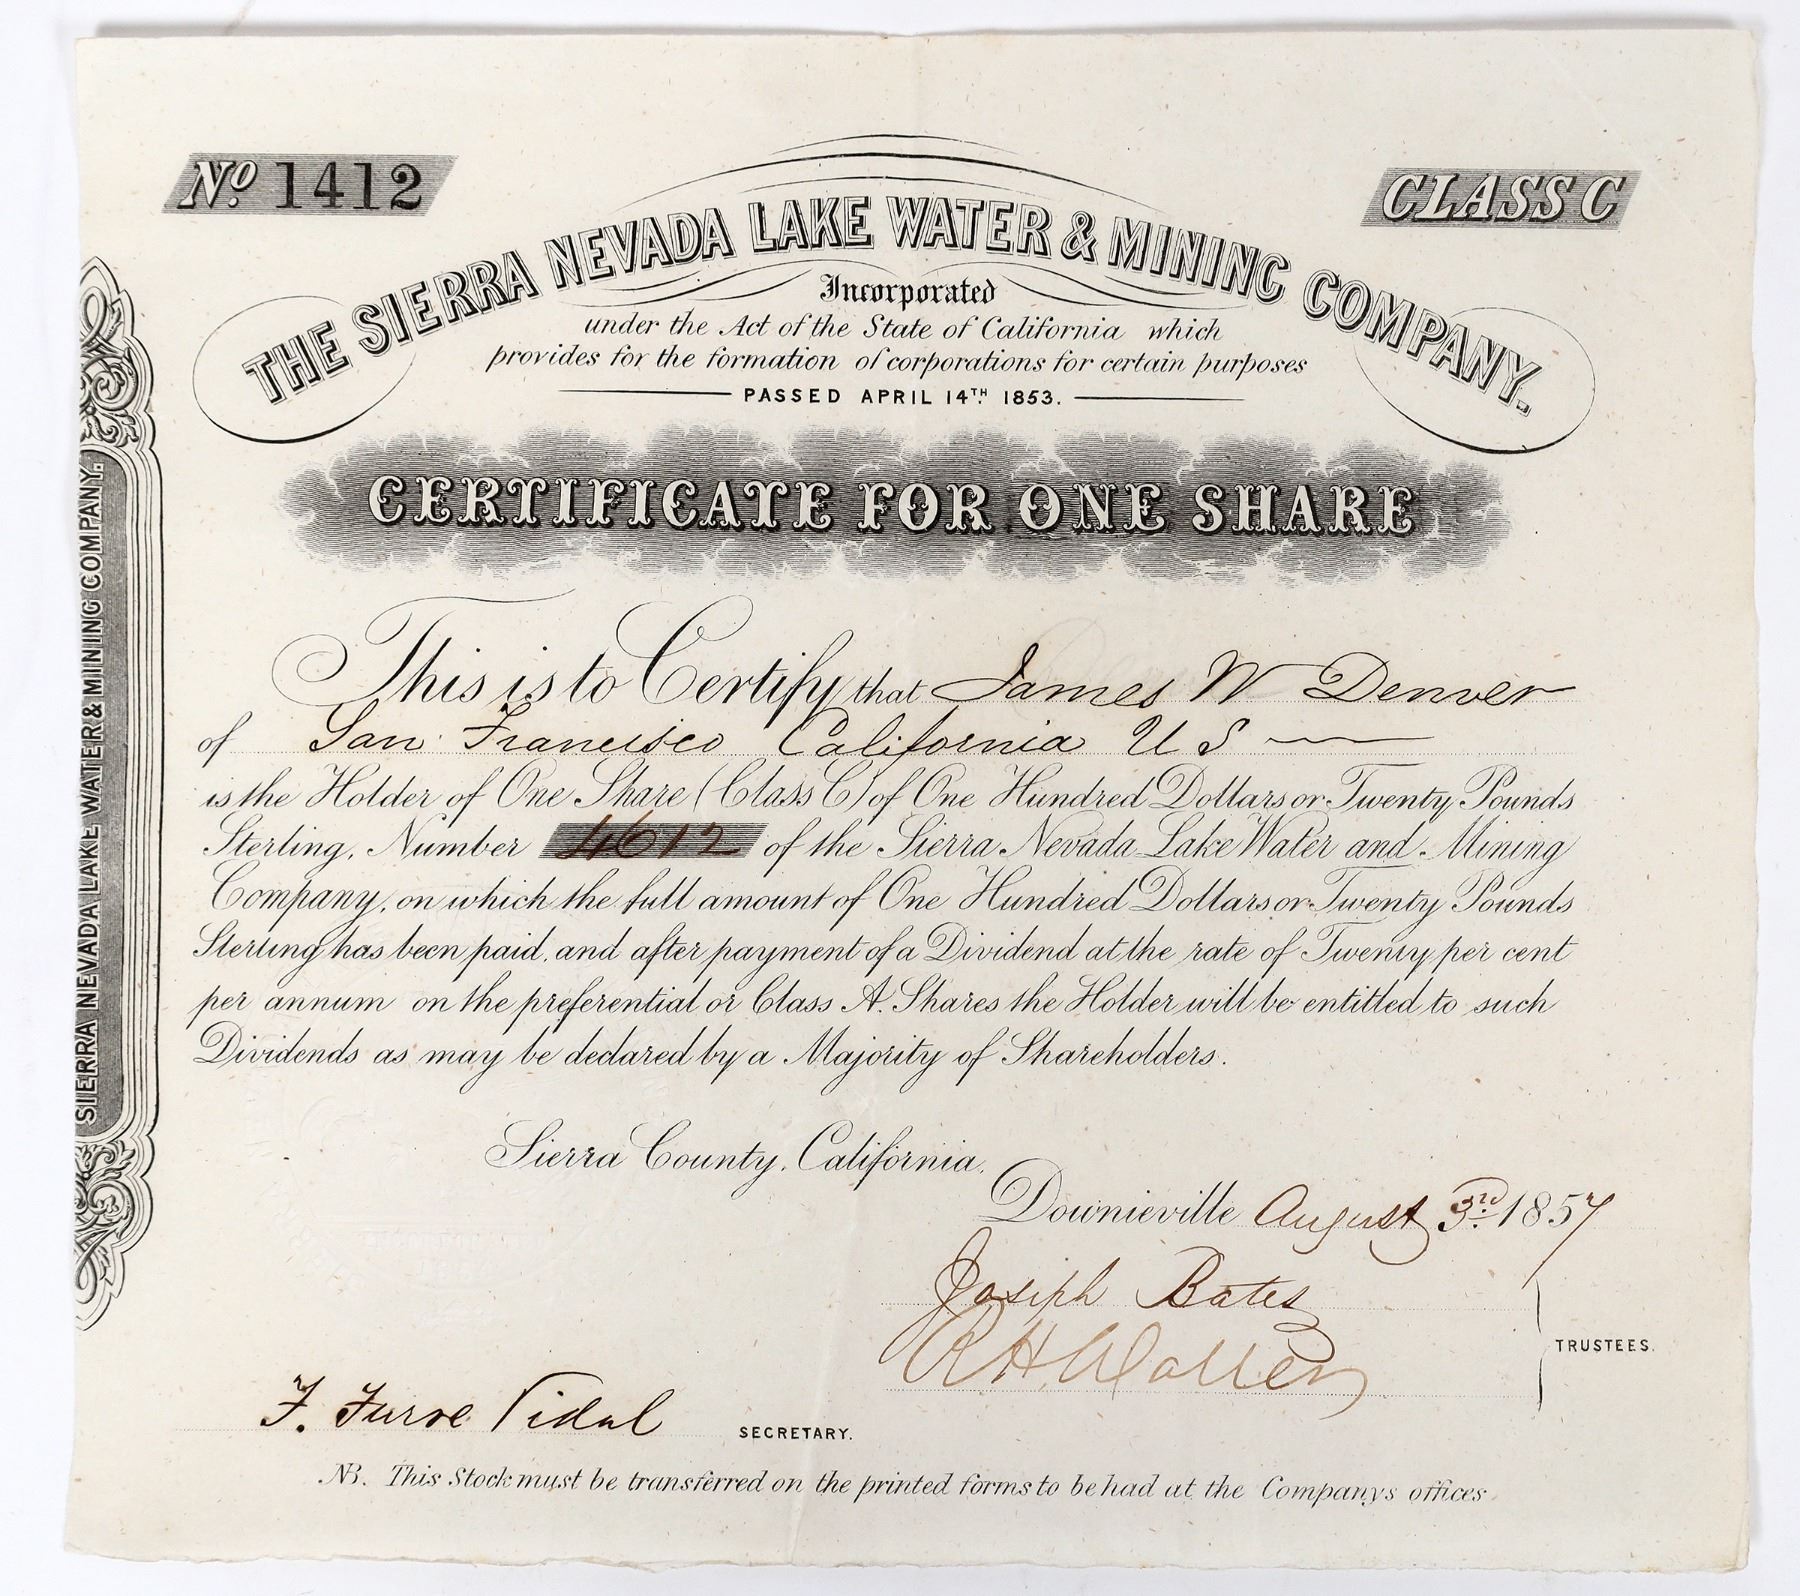 No. 1412
CLASS C
THE SIERRA NEVADA LAKE WATER & MINING COMPANY.
Incorporated
under the Act of the State of California which
provides for the formation of corporations for certain purposes
PASSED APRIL 14TH 1853.
CERTIFICATE FOR ONE SHARE
This is to Certify that James W Denver
of San Francisco California U S
is the Holder of One Share (Class C) of One Hundred Dollars or Twenty Pounds
Sterling, Number 4612 of the Sierra Nevada Lake Water and Mining
Company, on which the full amount of One Hundred Dollars or Twenty Pounds
Sterling has been paid, and after payment of a Dividend at the rate of Twenty per cent
per annum on the preferential or Class A. Shares the Holder will be entitled to such
Dividends as may be declared by a Majority of Shareholders.
Sierra County, California.
Downieville August 3rd 1857
Joseph Bates
R H
TRUSTEES.
F. Furse Vidal
SECRETARY.
NB. This Stock must be transferred on the printed forms to be had at the Companys offices
SIERRA NEVADA LAKE WATER & MINING COMPANY.